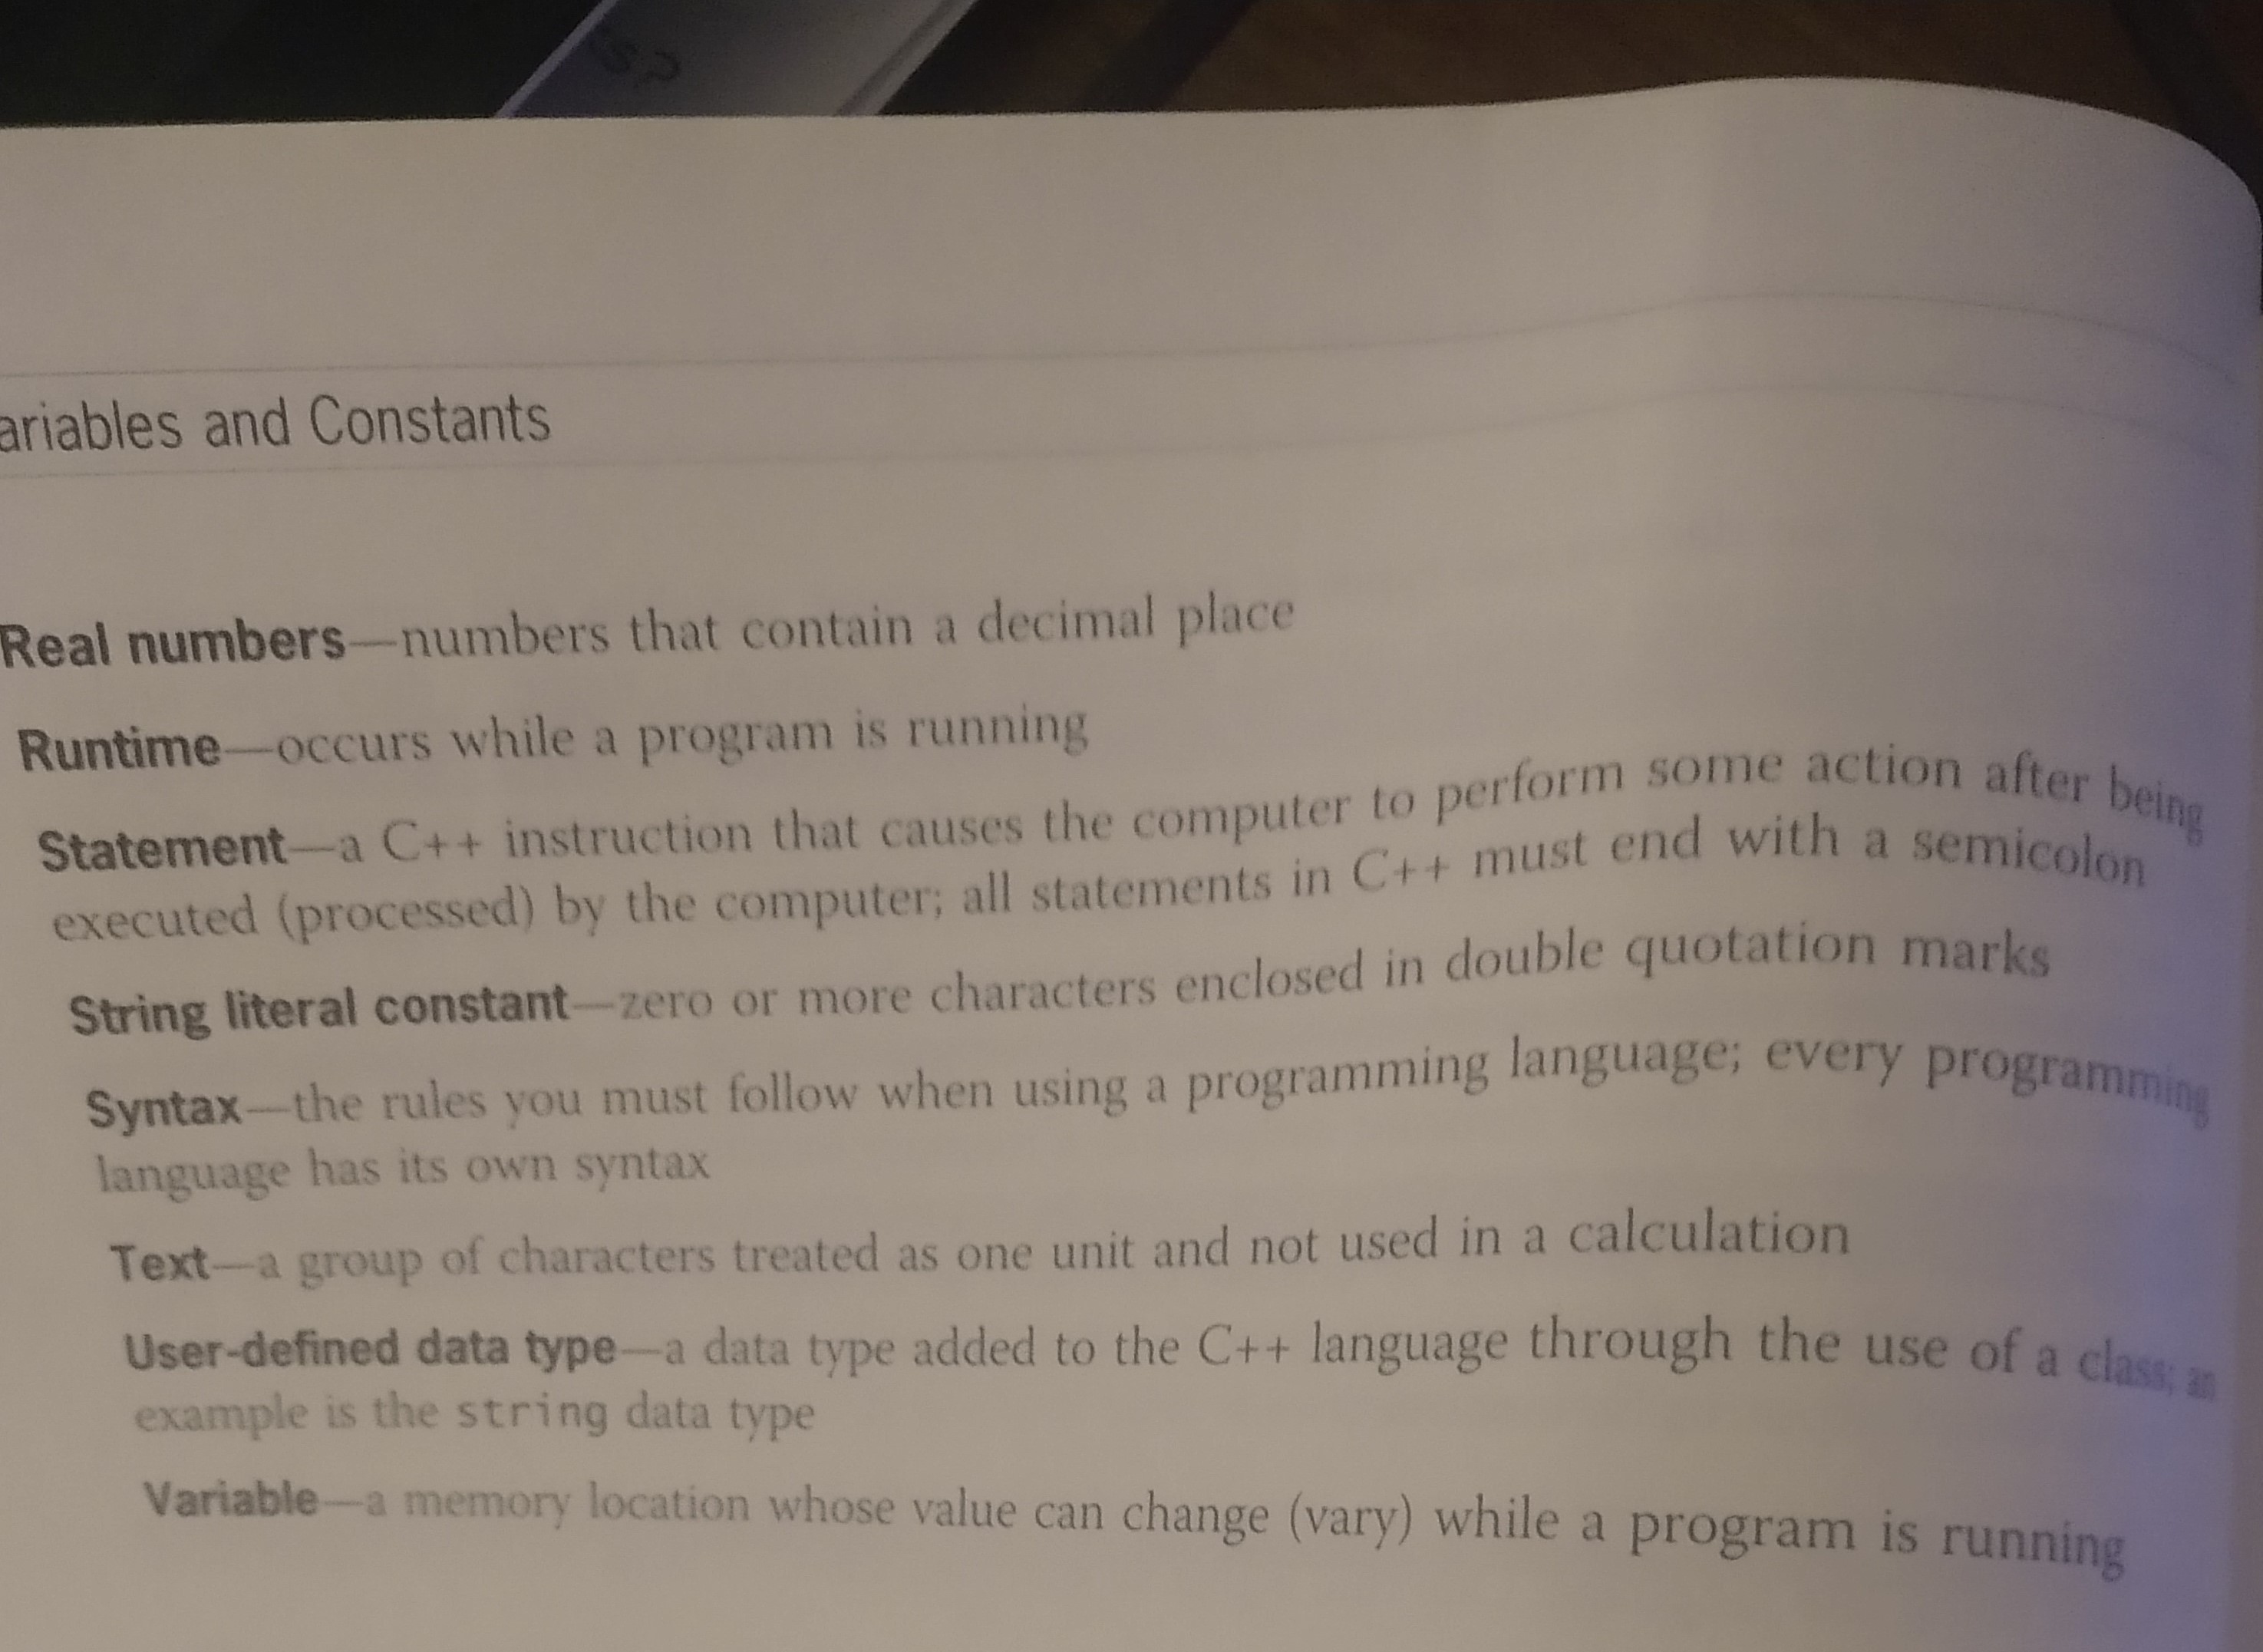 ariables and Constants
Real numbers—numbers that contain a decimal place
Runtime—occurs while a program is running
Statement—a C++ instruction that causes the computer to perform some action after being
executed (processed) by the computer; all statements in C++ must end with a semicolon
String literal constant—zero or more characters enclosed in double quotation marks
Syntax—the rules you must follow when using a programming language; every programming
language has its own syntax
Text—a group of characters treated as one unit and not used in a calculation
User-defined data type—a data type added to the C++ language through the use of a class; an
example is the string data type
Variable—a memory location whose value can change (vary) while a program is running